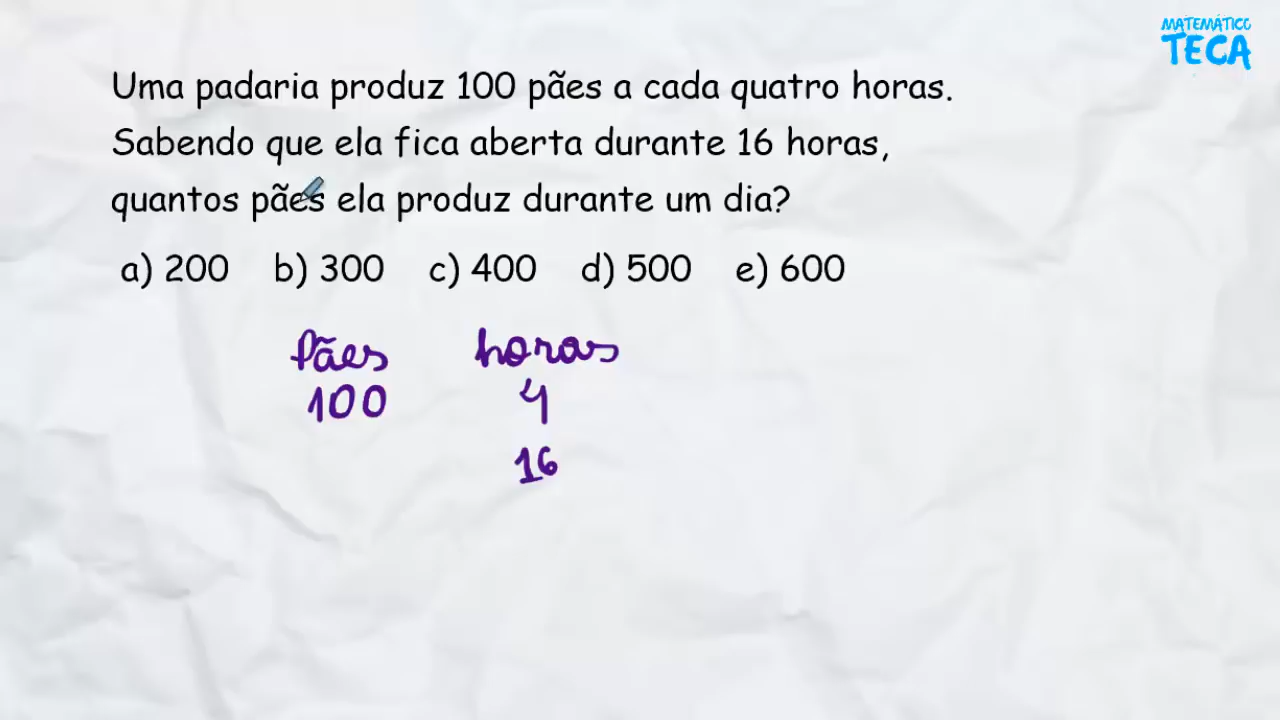 MATEMÁTICO
TECA
Uma padaria produz 100 pães a cada quatro horas.
Sabendo que ela fica aberta durante 16 horas,
quantos pães ela produz durante um dia?
a) 200 b) 300 c) 400 d) 500 e) 600
Pães horas
100 4
16